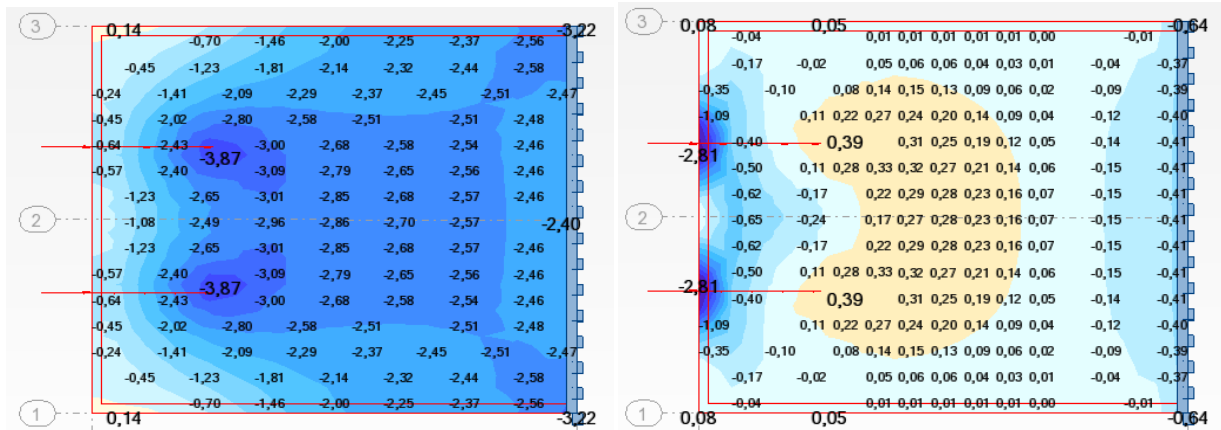 3 0,14 -3,22
-0,70 -1,46 -2,00 -2,25 -2,37 -2,56
-0,45 -1,23 -1,81 -2,14 -2,32 -2,44 -2,58
-0,24 -1,41 -2,09 -2,29 -2,37 -2,45 -2,51 -2,47
-0,45 -2,02 -2,80 -2,58 -2,51 -2,51 -2,48
-0,64 -2,43 -3,00 -2,68 -2,58 -2,54 -2,46
-3,87
-0,57 -2,40 -3,09 -2,79 -2,65 -2,56 -2,46
-1,23 -2,65 -3,01 -2,85 -2,68 -2,57 -2,46
2 -1,08 -2,49 -2,96 -2,86 -2,70 -2,57 -2,40
-1,23 -2,65 -3,01 -2,85 -2,68 -2,57 -2,46
-0,57 -2,40 -3,09 -2,79 -2,65 -2,56 -2,46
-3,87
-0,64 -2,43 -3,00 -2,68 -2,58 -2,54 -2,46
-0,45 -2,02 -2,80 -2,58 -2,51 -2,51 -2,48
-0,24 -1,41 -2,09 -2,29 -2,37 -2,45 -2,51 -2,47
-0,45 -1,23 -1,81 -2,14 -2,32 -2,44 -2,58
-0,70 -1,46 -2,00 -2,25 -2,37 -2,56
1 0,14 -3,22
3 0,08 0,05 -0,64
-0,04 0,01 0,01 0,01 0,01 0,01 0,00 -0,01
-0,17 -0,02 0,05 0,06 0,06 0,04 0,03 0,01 -0,04 -0,37
-0,35 -0,10 0,08 0,14 0,15 0,13 0,09 0,06 0,02 -0,09 -0,39
-1,09 0,11 0,22 0,27 0,24 0,20 0,14 0,09 0,04 -0,12 -0,40
-0,40 0,39 0,31 0,25 0,19 0,12 0,05 -0,14 -0,41
-2,81
-0,50 0,11 0,28 0,33 0,32 0,27 0,21 0,14 0,06 -0,15 -0,41
-0,62 -0,17 0,22 0,29 0,28 0,23 0,16 0,07 -0,15 -0,41
2 -0,65 -0,24 0,17 0,27 0,28 0,23 0,16 0,07 -0,15 -0,41
-0,62 -0,17 0,22 0,29 0,28 0,23 0,16 0,07 -0,15 -0,41
-0,50 0,11 0,28 0,33 0,32 0,27 0,21 0,14 0,06 -0,15 -0,41
-2,81
-0,40 0,39 0,31 0,25 0,19 0,12 0,05 -0,14 -0,41
-1,09 0,11 0,22 0,27 0,24 0,20 0,14 0,09 0,04 -0,12 -0,40
-0,35 -0,10 0,08 0,14 0,15 0,13 0,09 0,06 0,02 -0,09 -0,39
-0,17 -0,02 0,05 0,06 0,06 0,04 0,03 0,01 -0,04 -0,37
-0,04 0,01 0,01 0,01 0,01 0,01 0,00 -0,01
1 0,08 0,05 -0,64